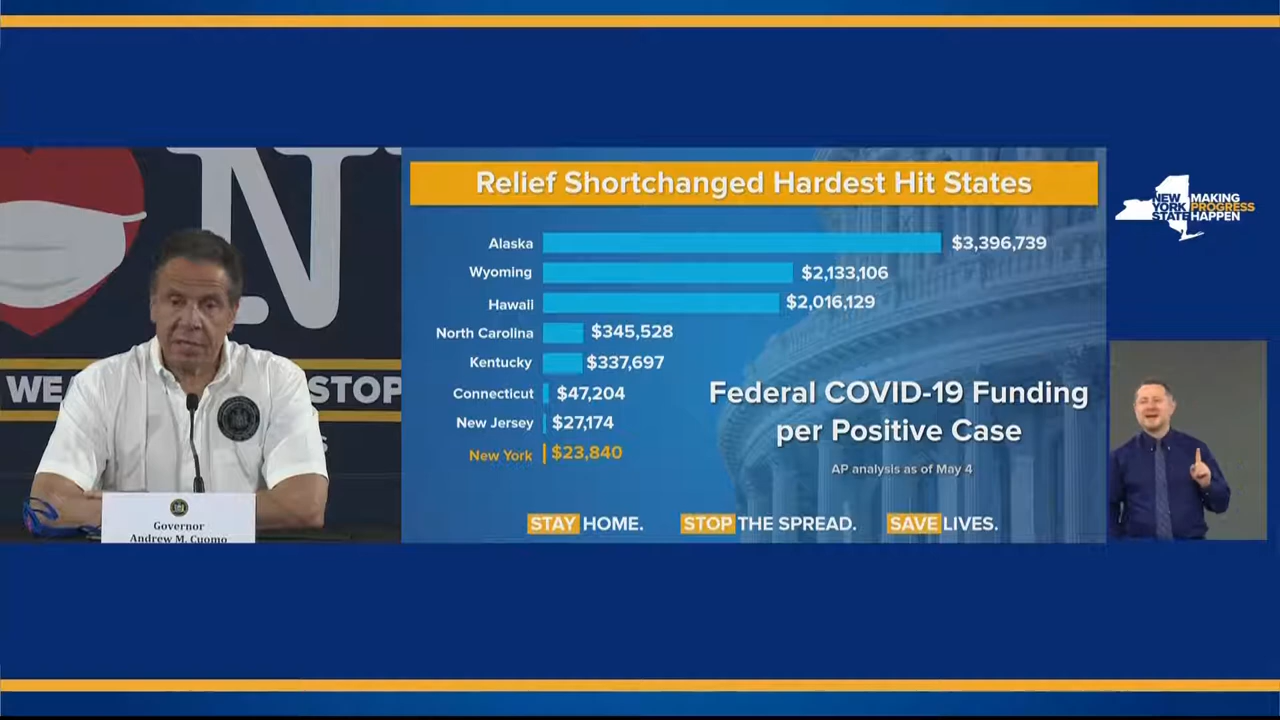 N
WEA
STOP
Governor
Andrew M. Cuomo
Relief Shortchanged Hardest Hit States
Alaska $3,396,739
Wyoming $2,133,106
Hawaii $2,016,129
North Carolina $345,528
Kentucky $337,697
Connecticut $47,204
New Jersey $27,174
New York $23,840
Federal COVID-19 Funding
per Positive Case
AP analysis as of May 4
STAY HOME. STOP THE SPREAD. SAVE LIVES.
NEW YORK STATE
MAKING
PROGRESS
HAPPEN